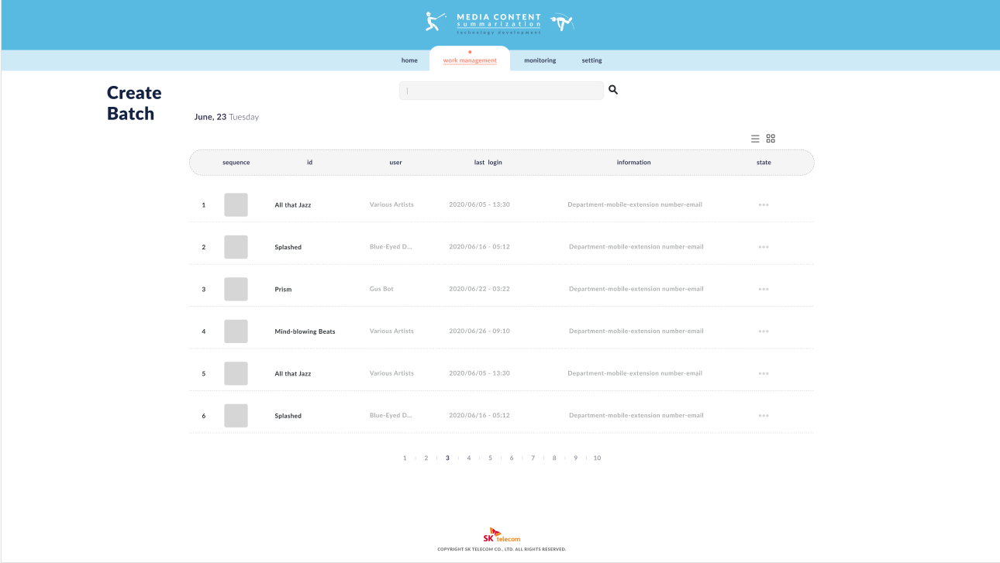 MEDIA CONTENT
summarization
technology development
home work management monitoring setting
Create
Batch
June, 23 Tuesday
sequence id user last login information state
1 All that Jazz Various Artists 2020/06/05 - 13:30 Department-mobile-extension number-email
2 Splashed Blue-Eyed D... 2020/06/16 - 05:12 Department-mobile-extension number-email
3 Prism Gus Bot 2020/06/22 - 03:22 Department-mobile-extension number-email
4 Mind-blowing Beats Various Artists 2020/06/26 - 09:10 Department-mobile-extension number-email
5 All that Jazz Various Artists 2020/06/05 - 13:30 Department-mobile-extension number-email
6 Splashed Blue-Eyed D... 2020/06/16 - 05:12 Department-mobile-extension number-email
1 2 3 4 5 6 7 8 9 10
SK telecom
COPYRIGHT SK TELECOM CO., LTD. ALL RIGHTS RESERVED.